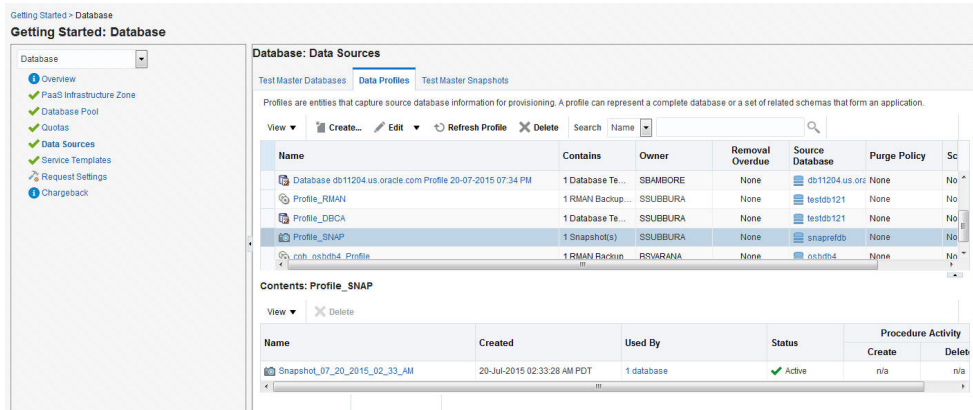 Getting Started > Database
Getting Started: Database
Database
Overview
PaaS Infrastructure Zone
Database Pool
Quotas
Data Sources
Service Templates
Request Settings
Chargeback
Database: Data Sources
Test Master Databases Data Profiles Test Master Snapshots
Profiles are entities that capture source database information for provisioning. A profile can represent a complete database or a set of related schemas that form an application.
View Create... Edit Refresh Profile Delete Search Name
Name Contains Owner Removal Overdue Source Database Purge Policy Sc
Database db11204.us.oracle.com Profile 20-07-2015 07:34 PM 1 Database Te... SBAMBORE None db11204.us.ora None No
Profile_RMAN 1 RMAN Backup... SSUBBURA None testdb121 None No
Profile_DBCA 1 Database Te... SSUBBURA None testdb121 None No
Profile_SNAP 1 Snapshot(s) SSUBBURA None snaprefdb None No
cob_osbdb4_Profile 1 RMAN Backup RSVARANA None osbdb4 None No
Contents: Profile_SNAP
View Delete
Name Created Used By Status Procedure Activity
Create Delete
Snapshot_07_20_2015_02_33_AM 20-Jul-2015 02:33:28 AM PDT 1 database Active n/a n/a